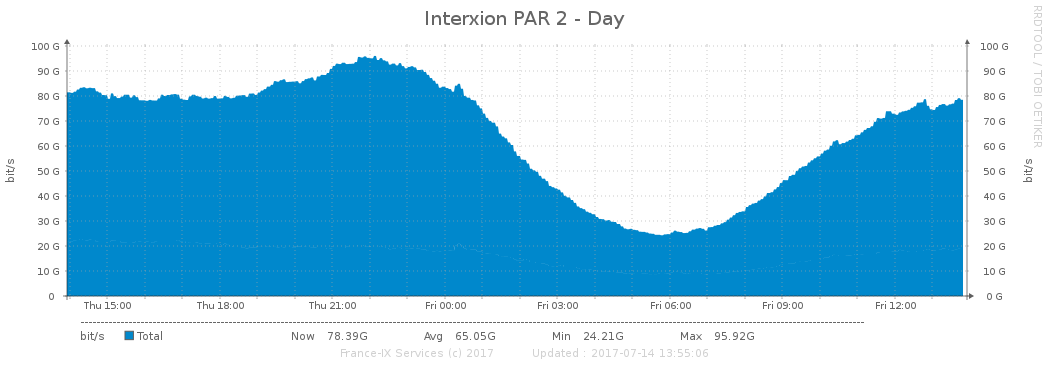 Interxion PAR 2 - Day
RRDTOOL / TOBI OETIKER
100 G 100 G
90 G 90 G
80 G 80 G
70 G 70 G
60 G 60 G
50 G 50 G
40 G 40 G
30 G 30 G
20 G 20 G
10 G 10 G
0 0 G
bit/s
bit/s
Thu 15:00 Thu 18:00 Thu 21:00 Fri 00:00 Fri 03:00 Fri 06:00 Fri 09:00 Fri 12:00
bit/s Total Now 78.39G Avg 65.05G Min 24.21G Max 95.92G
France-IX Services (c) 2017 Updated : 2017-07-14 13:55:06